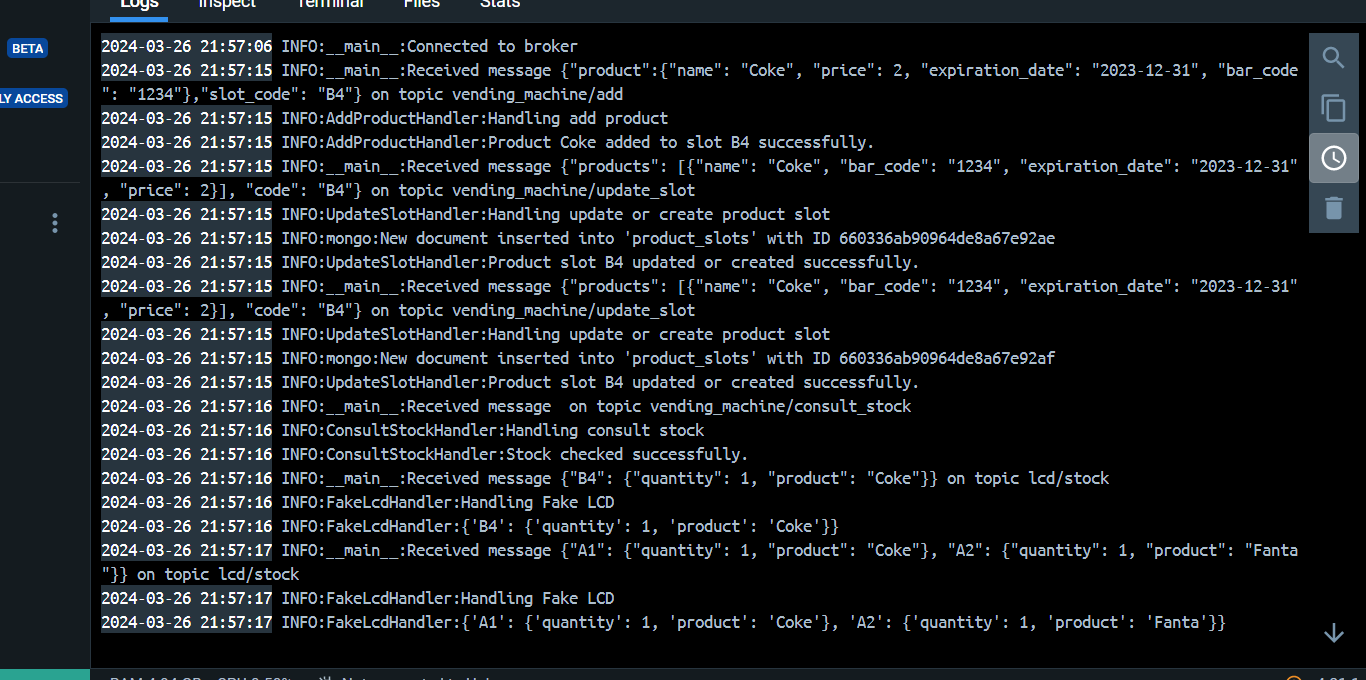 Logs Inspect Terminal Files Stats
BETA
LY ACCESS
2024-03-26 21:57:06 INFO:__main__:Connected to broker
2024-03-26 21:57:15 INFO:__main__:Received message {"product":{"name": "Coke", "price": 2, "expiration_date": "2023-12-31", "bar_code
": "1234"},"slot_code": "B4"} on topic vending_machine/add
2024-03-26 21:57:15 INFO:AddProductHandler:Handling add product
2024-03-26 21:57:15 INFO:AddProductHandler:Product Coke added to slot B4 successfully.
2024-03-26 21:57:15 INFO:__main__:Received message {"products": [{"name": "Coke", "bar_code": "1234", "expiration_date": "2023-12-31"
, "price": 2}], "code": "B4"} on topic vending_machine/update_slot
2024-03-26 21:57:15 INFO:UpdateSlotHandler:Handling update or create product slot
2024-03-26 21:57:15 INFO:mongo:New document inserted into 'product_slots' with ID 660336ab90964de8a67e92ae
2024-03-26 21:57:15 INFO:UpdateSlotHandler:Product slot B4 updated or created successfully.
2024-03-26 21:57:15 INFO:__main__:Received message {"products": [{"name": "Coke", "bar_code": "1234", "expiration_date": "2023-12-31"
, "price": 2}], "code": "B4"} on topic vending_machine/update_slot
2024-03-26 21:57:15 INFO:UpdateSlotHandler:Handling update or create product slot
2024-03-26 21:57:15 INFO:mongo:New document inserted into 'product_slots' with ID 660336ab90964de8a67e92af
2024-03-26 21:57:15 INFO:UpdateSlotHandler:Product slot B4 updated or created successfully.
2024-03-26 21:57:16 INFO:__main__:Received message  on topic vending_machine/consult_stock
2024-03-26 21:57:16 INFO:ConsultStockHandler:Handling consult stock
2024-03-26 21:57:16 INFO:ConsultStockHandler:Stock checked successfully.
2024-03-26 21:57:16 INFO:__main__:Received message {"B4": {"quantity": 1, "product": "Coke"}} on topic lcd/stock
2024-03-26 21:57:16 INFO:FakeLcdHandler:Handling Fake LCD
2024-03-26 21:57:16 INFO:FakeLcdHandler:{'B4': {'quantity': 1, 'product': 'Coke'}}
2024-03-26 21:57:17 INFO:__main__:Received message {"A1": {"quantity": 1, "product": "Coke"}, "A2": {"quantity": 1, "product": "Fanta
"}} on topic lcd/stock
2024-03-26 21:57:17 INFO:FakeLcdHandler:Handling Fake LCD
2024-03-26 21:57:17 INFO:FakeLcdHandler:{'A1': {'quantity': 1, 'product': 'Coke'}, 'A2': {'quantity': 1, 'product': 'Fanta'}}